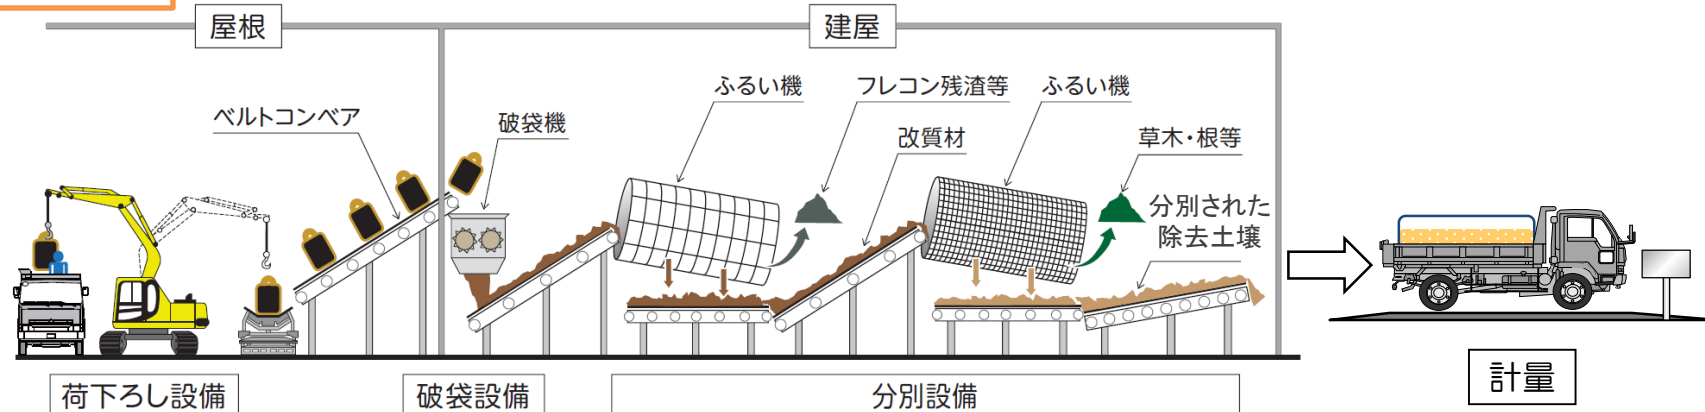 屋根
建屋
ふるい機
フレコン残渣等
ふるい機
ベルトコンベア
破袋機
改質材
草木・根等
分別された
除去土壌
荷下ろし設備
破袋設備
分別設備
計量